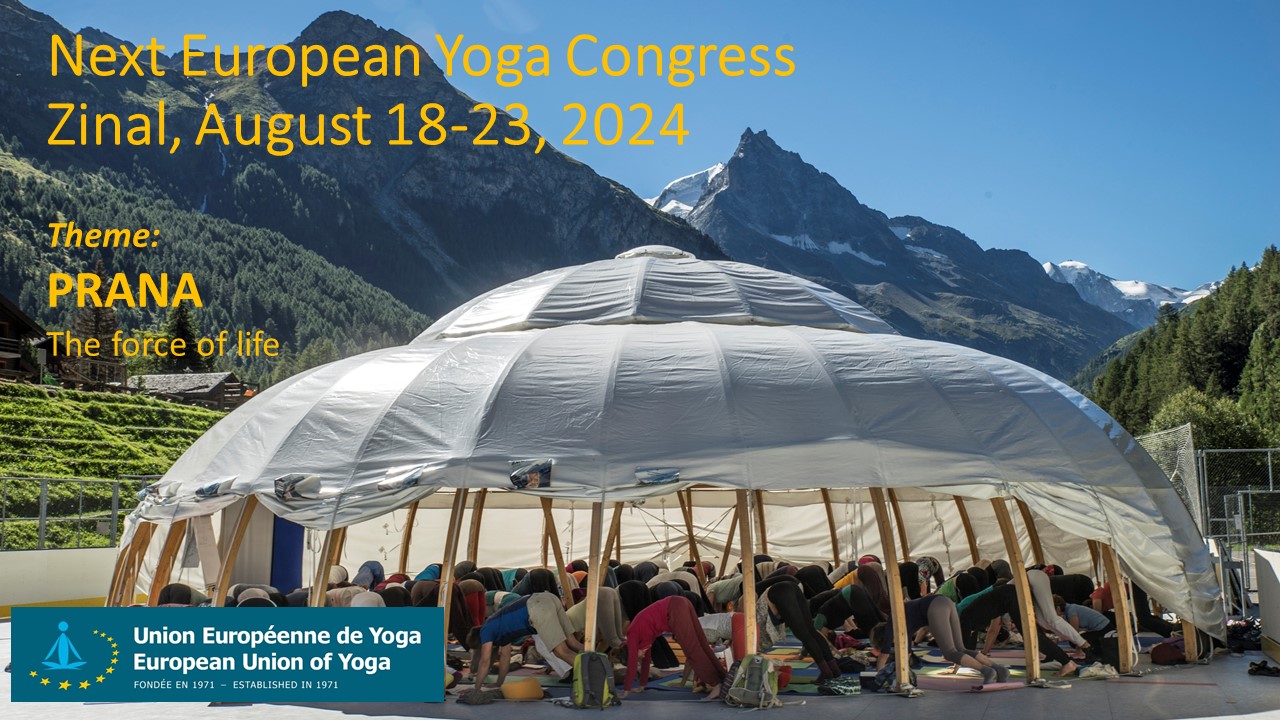 Next European Yoga Congress
Zinal, August 18-23, 2024
Theme:
PRANA
The force of life
Union Européenne de Yoga
European Union of Yoga
FONDÉE EN 1971 – ESTABLISHED IN 1971